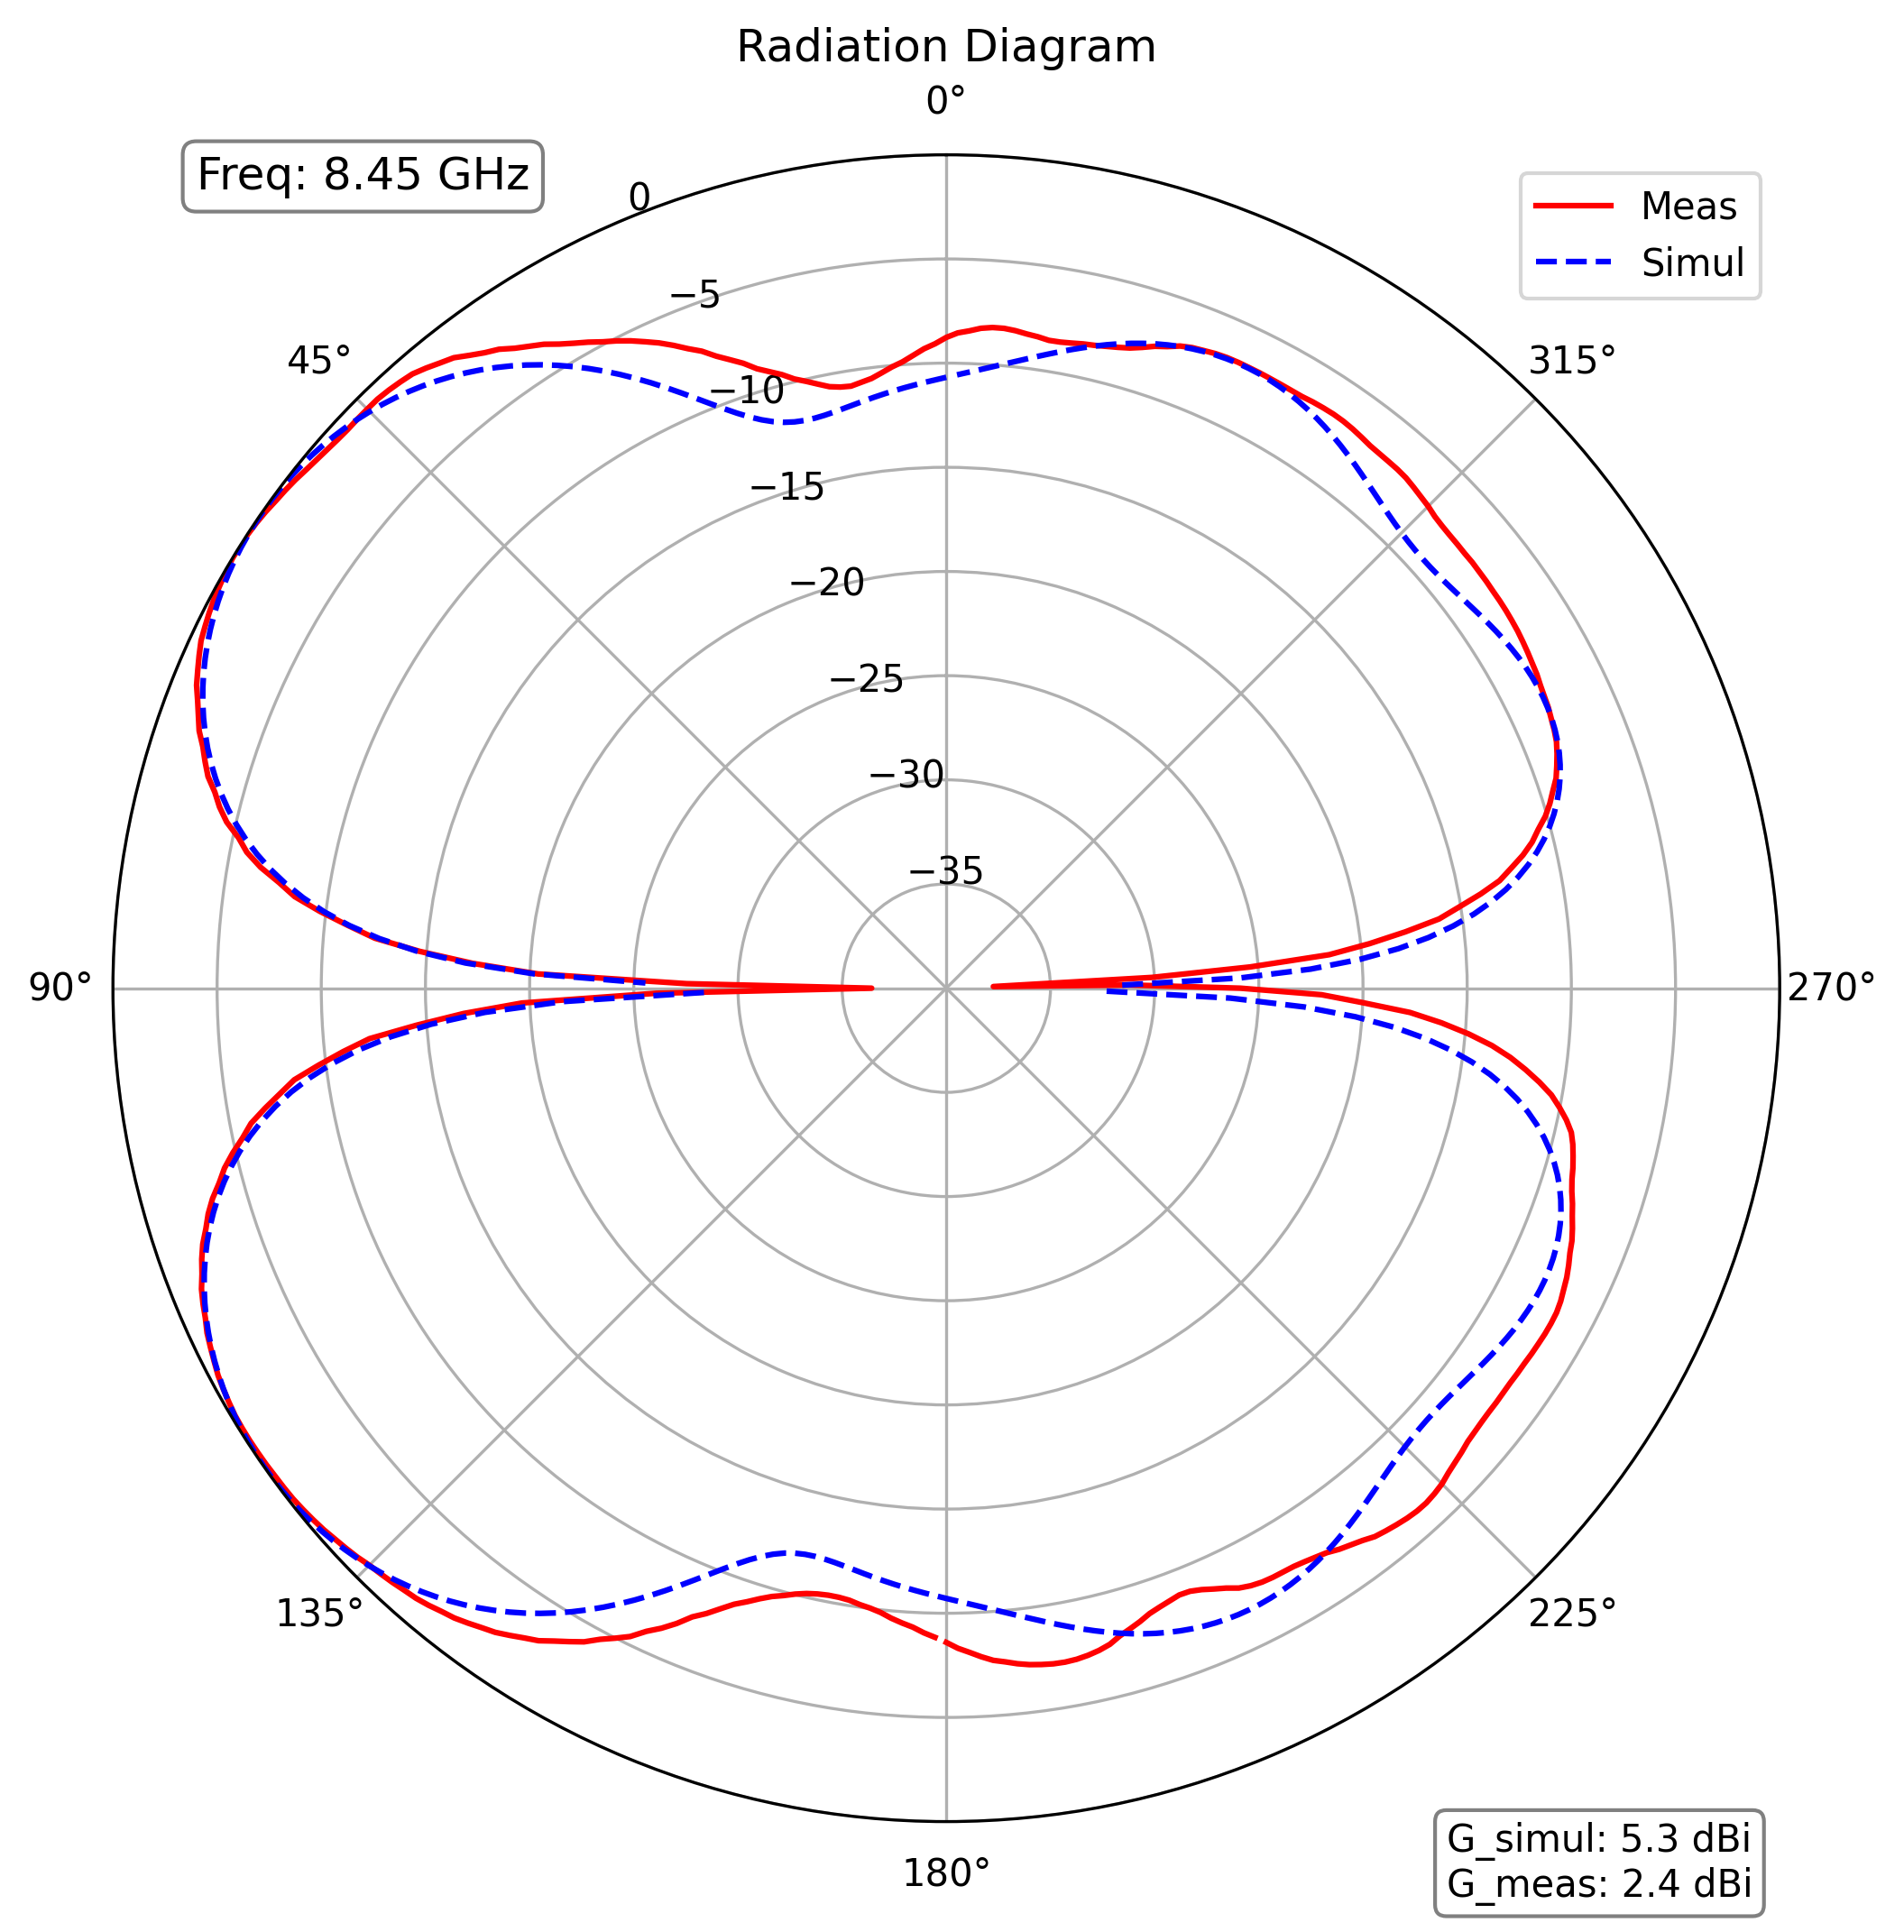 Radiation Diagram
0°
Freq: 8.45 GHz
0
Meas
Simul
−5
45°
315°
−10
−15
−20
−25
−30
−35
90°
270°
135°
225°
180°
G_simul: 5.3 dBi
G_meas: 2.4 dBi